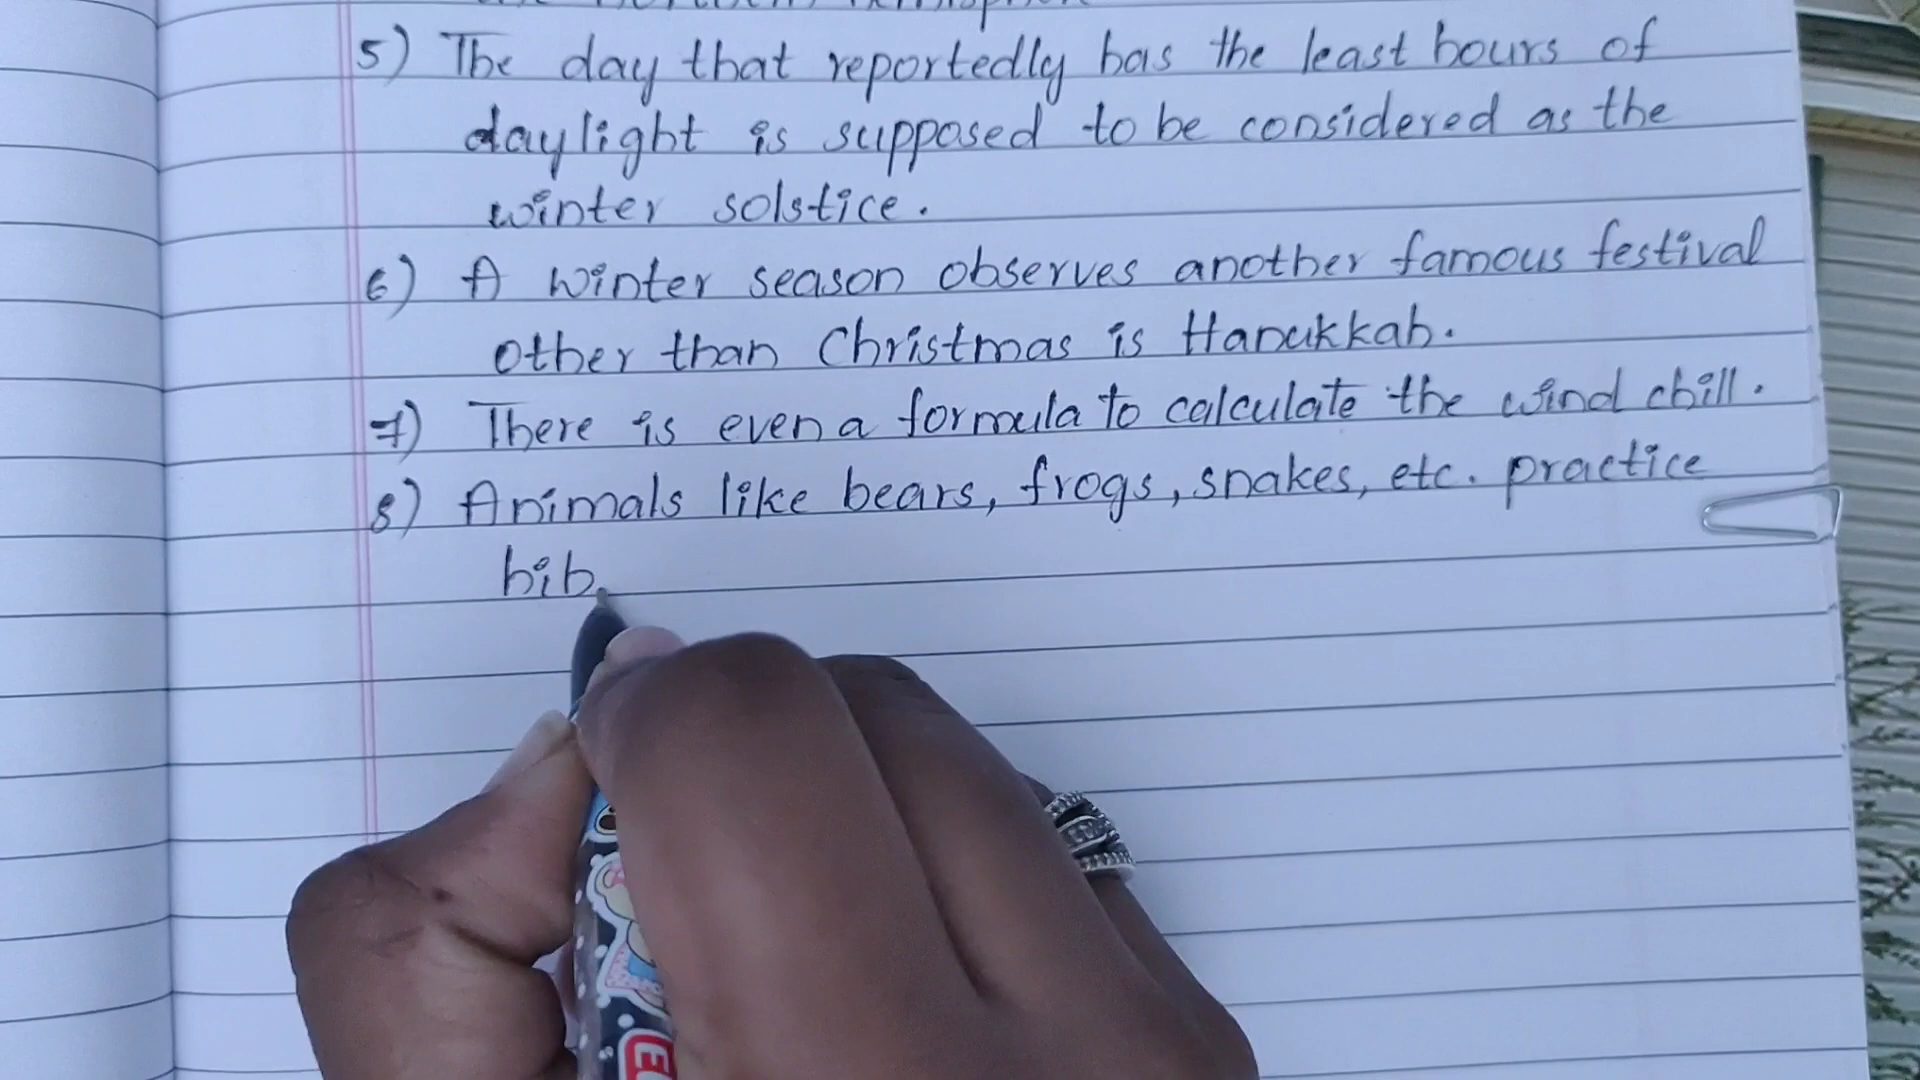 5) The day that reportedly has the least hours of
daylight is supposed to be considered as the
winter solstice.
6) A winter season observes another famous festival
other than Christmas is Hanukkah.
7) There is even a formula to calculate the wind chill.
8) Animals like bears, frogs, snakes, etc. practice
hib